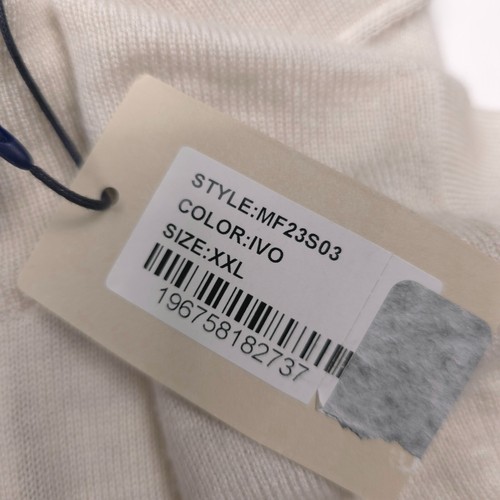 STYLE:MF23S03
COLOR:IVO
SIZE:XXL
196758182737